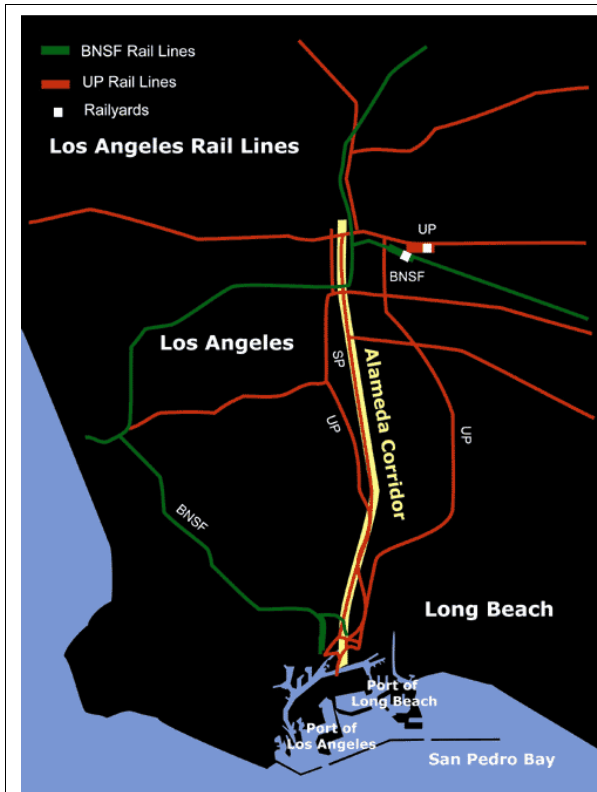 BNSF Rail Lines
UP Rail Lines
Railyards
Los Angeles Rail Lines
UP
BNSF
Los Angeles
SP
Alameda Corridor
UP
UP
BNSF
Long Beach
Port of
Long Beach
Port of
Los Angeles
San Pedro Bay